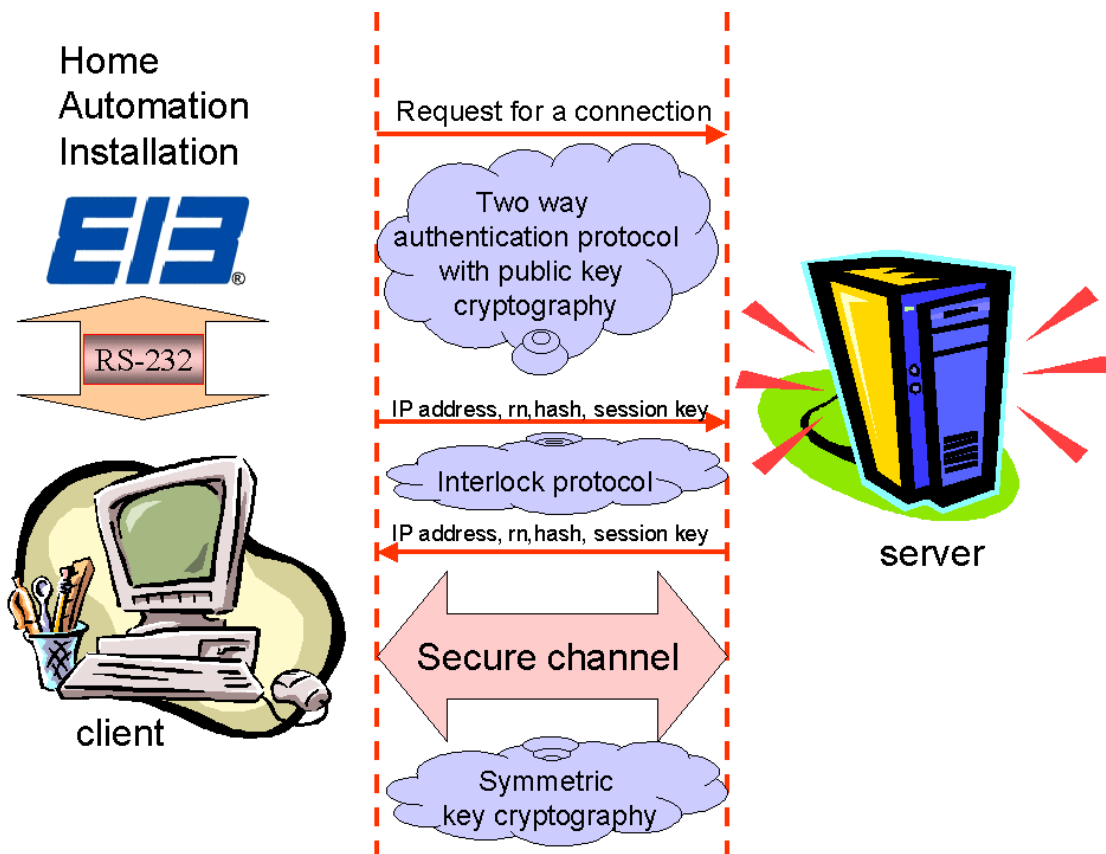 Home
Automation
Installation
EIB®
RS-232
client
Request for a connection
Two way
authentication protocol
with public key
cryptography
IP address, rn,hash, session key
Interlock protocol
IP address, rn,hash, session key
Secure channel
Symmetric
key cryptography
server